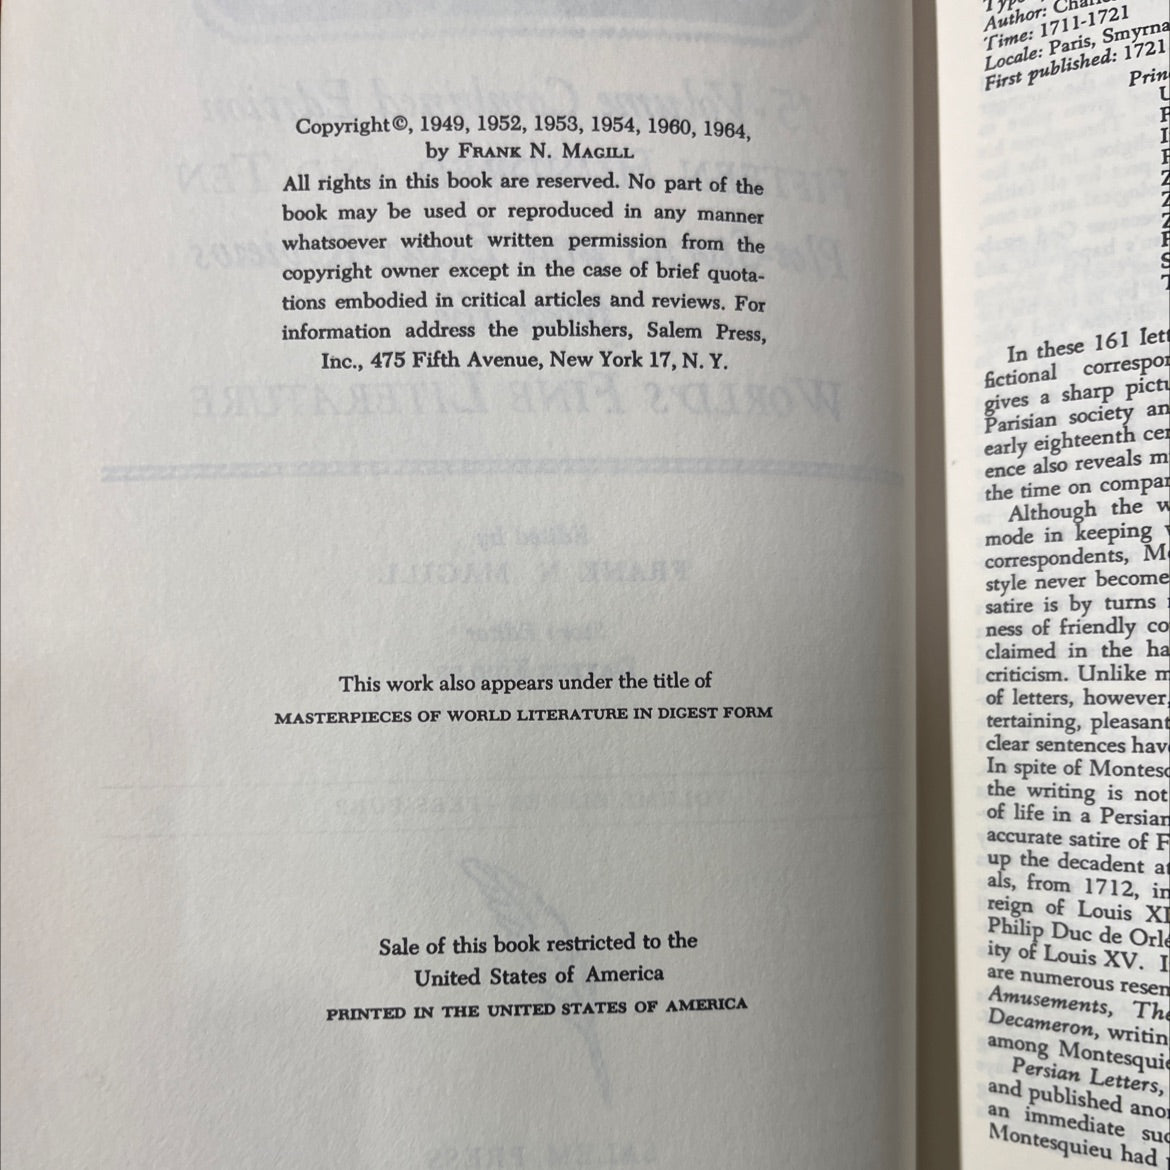 Copyright ©, 1949, 1952, 1953, 1954, 1960, 1964,
by FRANK N. MAGILL
All rights in this book are reserved. No part of the
book may be used or reproduced in any manner
whatsoever without written permission from the
copyright owner except in the case of brief quota-
tions embodied in critical articles and reviews. For
information address the publishers, Salem Press,
Inc., 475 Fifth Avenue, New York 17, N. Y.
WORLD'S FINE LITERATURE
Edited by
FRANK N. MAGILL
This work also appears under the title of
MASTERPIECES OF WORLD LITERATURE IN DIGEST FORM
Sale of this book restricted to the
United States of America
PRINTED IN THE UNITED STATES OF AMERICA
SALEM PRESS
Author:
Time: 1711-1721
Locale: Paris, Smyrna
First published: 1721
In these 161
fictional
gives a sharp
Parisian society
early eighteenth
ence also reveals
the time on
Although the
mode in keeping
correspondents,
style never
satire is by turns
ness of friendly
claimed in the
criticism. Unlike
of letters, however,
tertaining,
clear sentences
In spite of
the writing is not
of life in a
accurate satire of
up the decadent
als, from 1712,
reign of Louis
Philip Duc de
ity of Louis XV.
are numerous
Amusements,
Decameron,
among
Persian Letters,
and published
an immediate
Montesquieu had